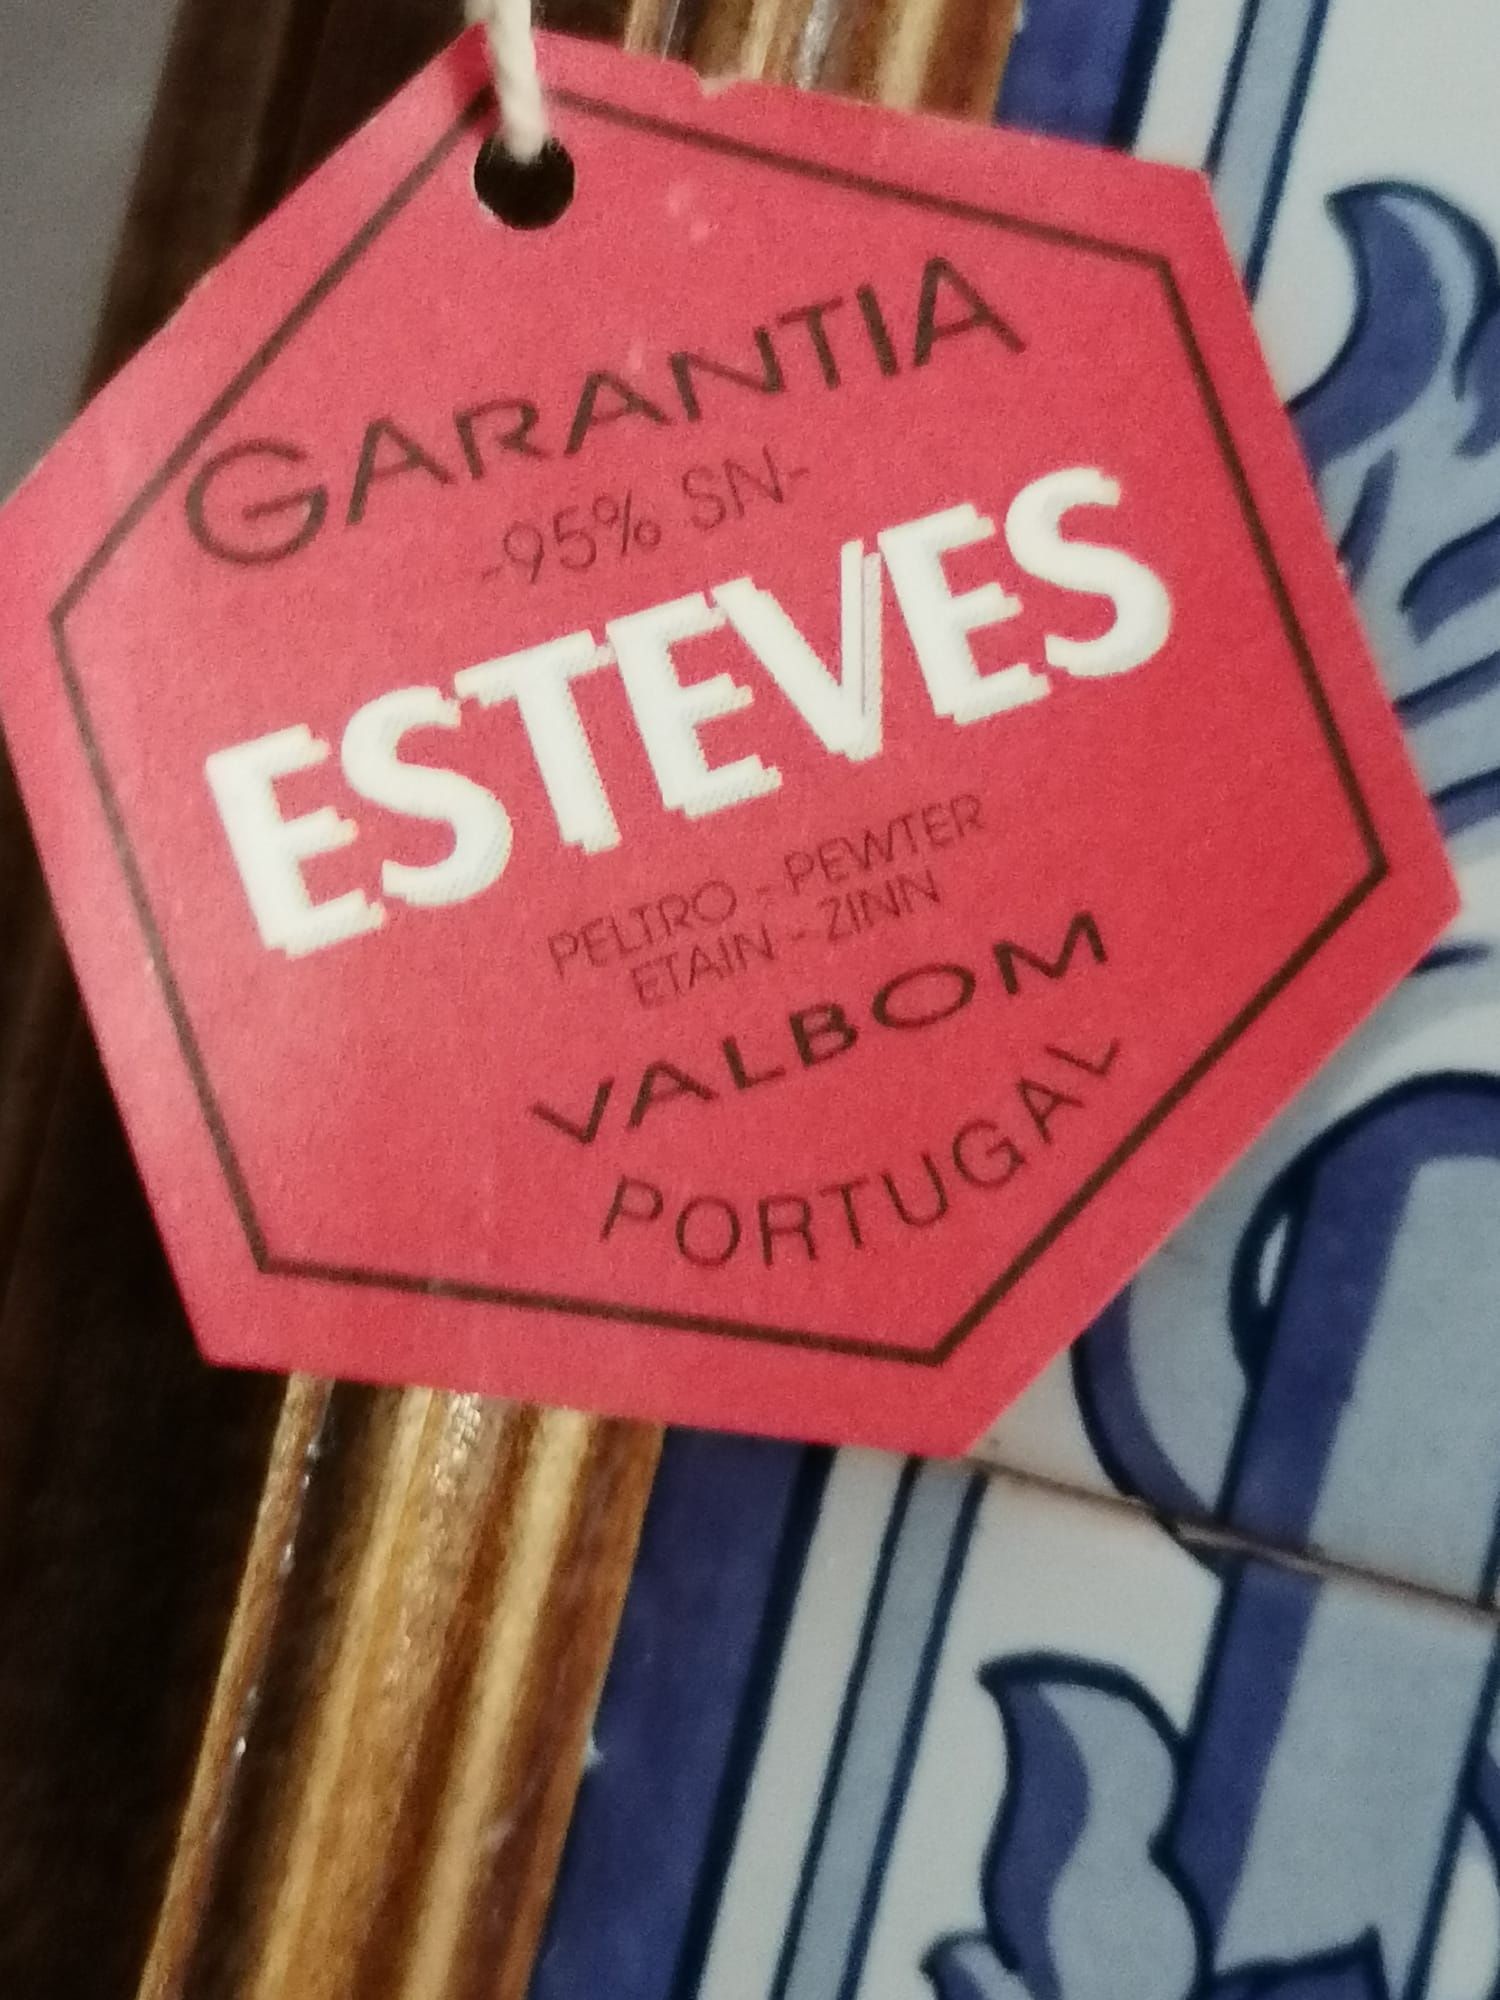 GARANTIA
-95% SN-
ESTEVES
PELTRO - PEWTER
ETAIN - ZINN
VALBOM
PORTUGAL